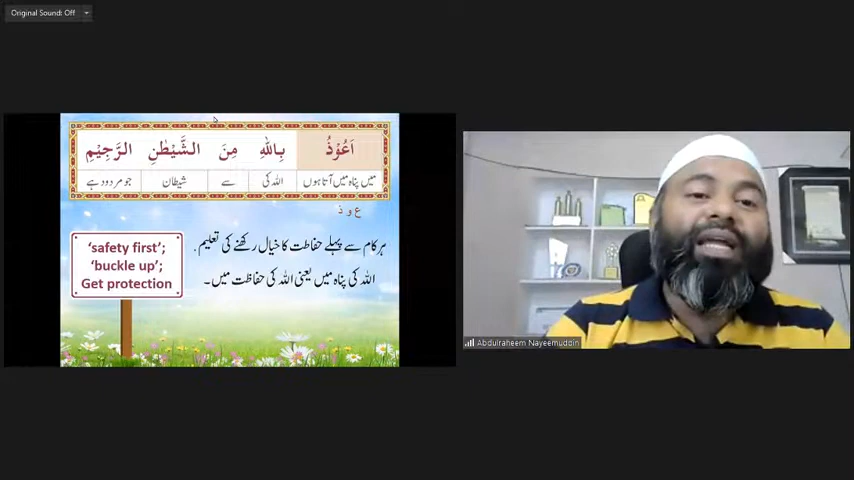 Original Sound: Off
اَعُوْذُ بِاللّٰهِ مِنَ الشَّيْطٰنِ الرَّجِيْمِ
میں پناہ میں آتا ہوں اللہ کی سے شیطان جو مردود ہے
ع و ذ
ہر کام سے پہلے حفاظت کا خیال رکھنے کی تعلیم .
اللہ کی پناہ میں یعنی اللہ کی حفاظت میں۔
‘safety first’;
‘buckle up’;
Get protection
Abdulraheem Nayeemuddin